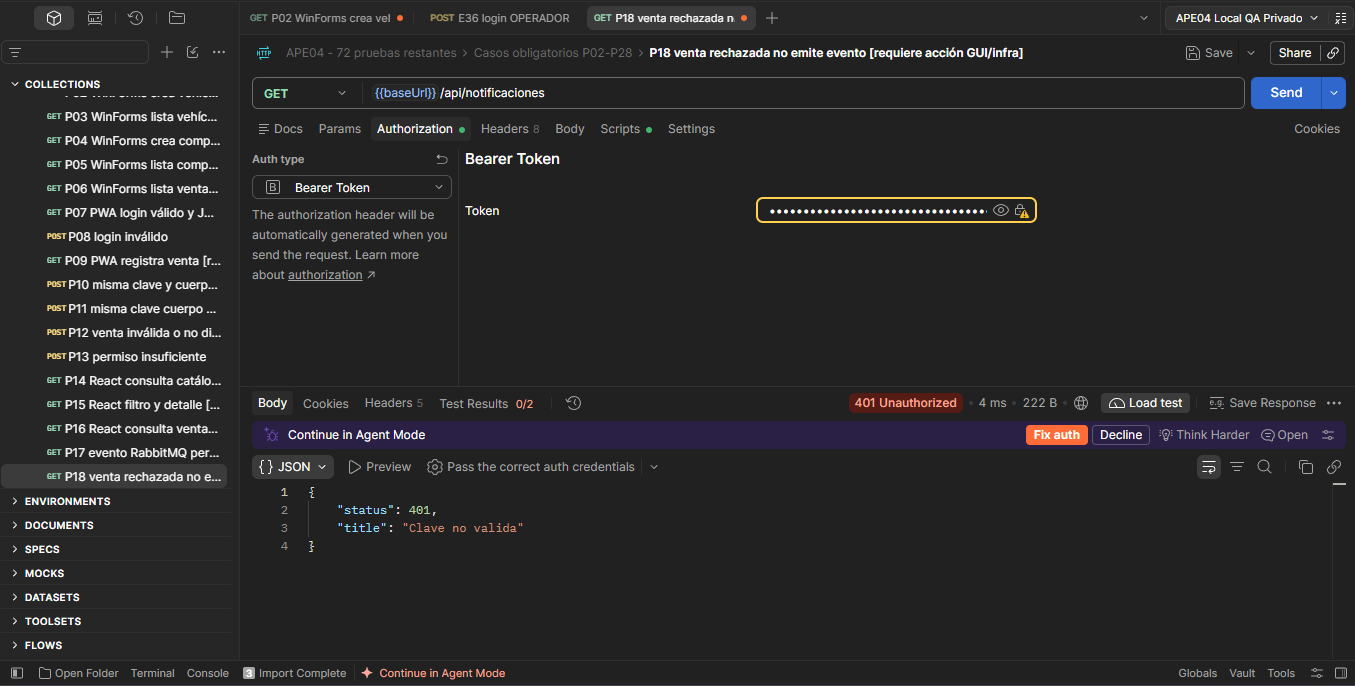 GET P02 WinForms crea vel
POST E36 login OPERADOR
GET P18 venta rechazada n
APE04 Local QA Privado
APE04 - 72 pruebas restantes > Casos obligatorios P02-P28 > P18 venta rechazada no emite evento [requiere acción GUI/infra]
Save
Share
COLLECTIONS
GET P03 WinForms lista vehíc...
GET P04 WinForms crea comp...
GET P05 WinForms lista comp...
GET P06 WinForms lista venta...
GET P07 PWA login válido y J...
POST P08 login inválido
GET P09 PWA registra venta [r...
POST P10 misma clave y cuerp...
POST P11 misma clave cuerpo ...
POST P12 venta inválida o no di...
POST P13 permiso insuficiente
GET P14 React consulta catálo...
GET P15 React filtro y detalle [...
GET P16 React consulta venta...
GET P17 evento RabbitMQ per...
GET P18 venta rechazada no e...
ENVIRONMENTS
DOCUMENTS
SPECS
MOCKS
DATASETS
TOOLSETS
FLOWS
GET {{baseUrl}} /api/notificaciones
Send
Docs Params Authorization Headers 8 Body Scripts Settings
Cookies
Auth type
Bearer Token
The authorization header will be
automatically generated when you
send the request. Learn more
about authorization ↗
Bearer Token
Token
Body Cookies Headers 5 Test Results 0/2
401 Unauthorized • 4 ms • 222 B
Load test
e.g. Save Response
Continue in Agent Mode
Fix auth
Decline
Think Harder
Open
{} JSON
Preview
Pass the correct auth credentials
1 {
2 "status": 401,
3 "title": "Clave no valida"
4 }
Open Folder Terminal Console 3 Import Complete Continue in Agent Mode
Globals Vault Tools